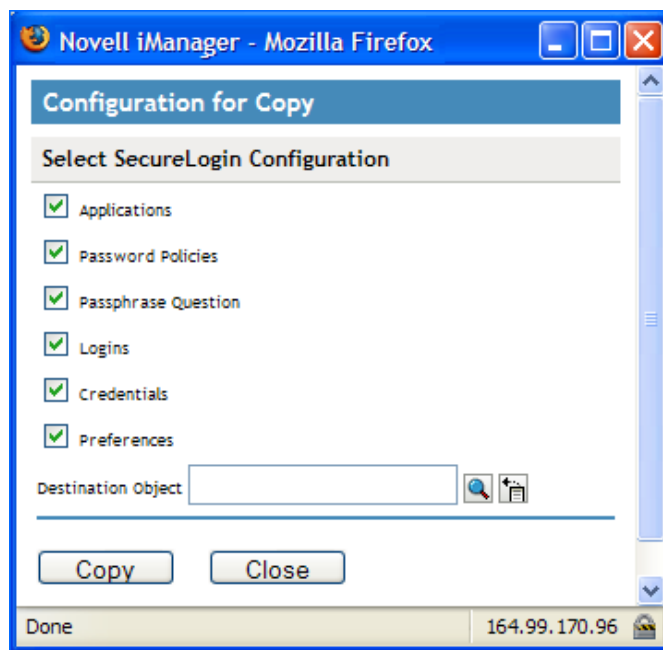 Novell iManager - Mozilla Firefox
Configuration for Copy
Select SecureLogin Configuration
Applications
Password Policies
Passphrase Question
Logins
Credentials
Preferences
Destination Object
Copy Close
Done 164.99.170.96